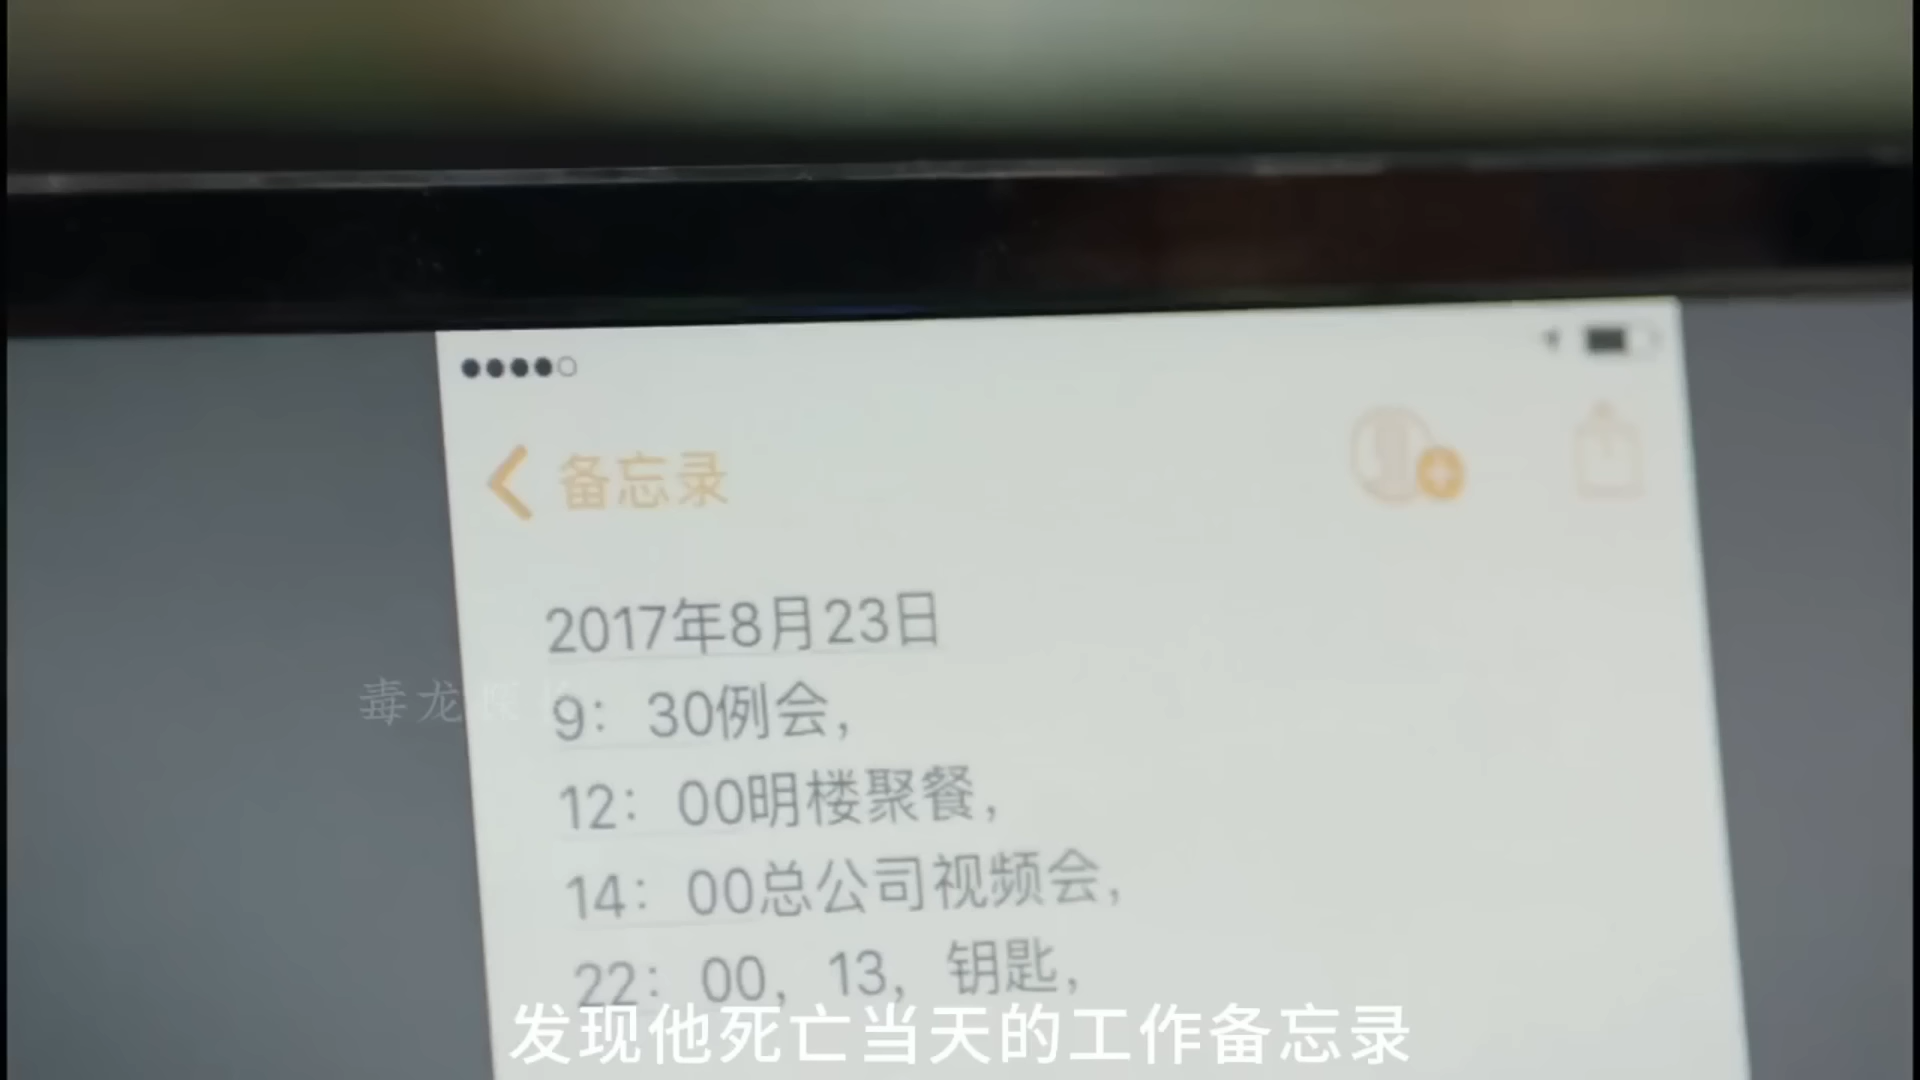 备忘录
2017年8月23日
毒龙
9：30例会，
12：00明楼聚餐，
14：00总公司视频会，
22：00，13，钥匙，
发现他死亡当天的工作备忘录